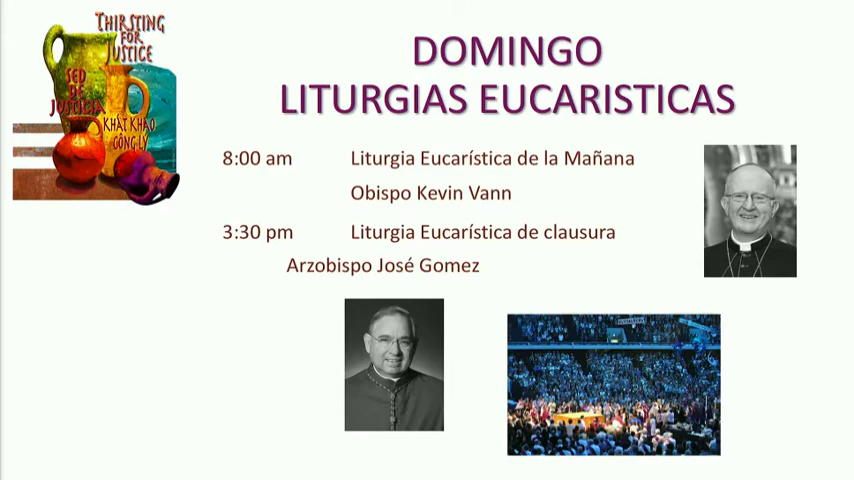 THIRSTING
FOR
JUSTICE
SED
DE
JUSTICIA
KHÁT KHAO
CÔNG LÝ
DOMINGO
LITURGIAS EUCARISTICAS
8:00 am Liturgia Eucarística de la Mañana
Obispo Kevin Vann
3:30 pm Liturgia Eucarística de clausura
Arzobispo José Gomez